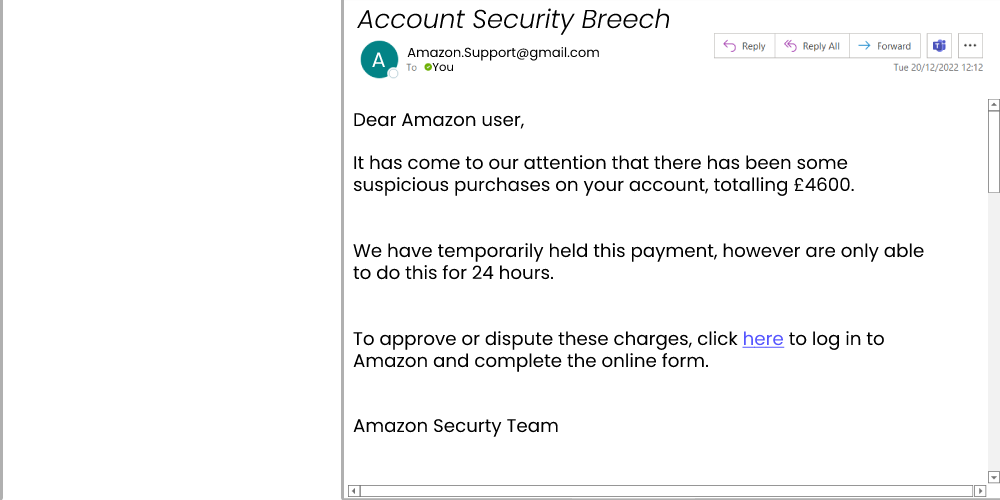 Account Security Breech
A
Amazon.Support@gmail.com
To You
Reply
Reply All
Forward
Tue 20/12/2022 12:12
Dear Amazon user,
It has come to our attention that there has been some
suspicious purchases on your account, totalling £4600.
We have temporarily held this payment, however are only able
to do this for 24 hours.
To approve or dispute these charges, click here to log in to
Amazon and complete the online form.
Amazon Securty Team